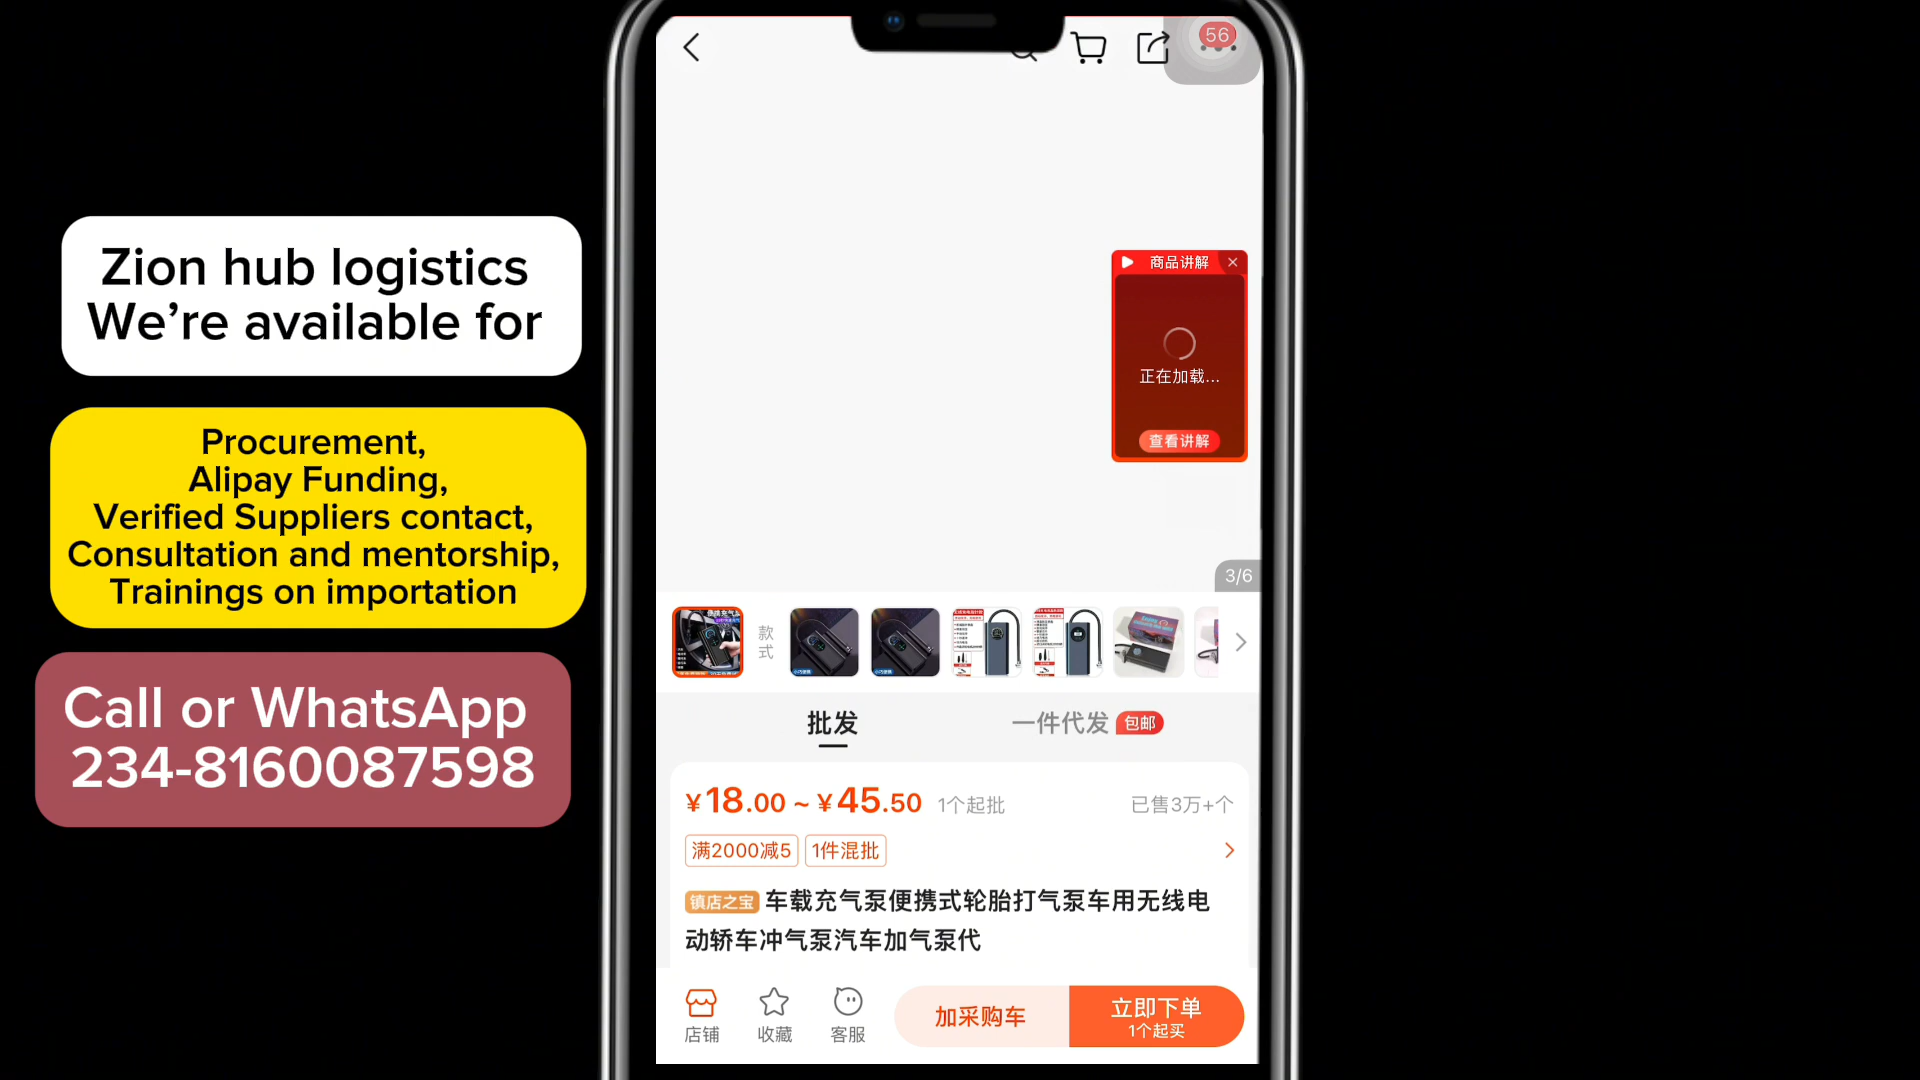 Zion hub logistics
We’re available for
Procurement,
Alipay Funding,
Verified Suppliers contact,
Consultation and mentorship,
Trainings on importation
Call or WhatsApp
234-8160087598
56
商品讲解
正在加载...
查看讲解
3/6
款式
批发
一件代发 包邮
¥18.00 ~ ¥45.50 1个起批 已售3万+个
满2000减5 1件混批
镇店之宝 车载充气泵便携式轮胎打气泵车用无线电
动轿车冲气泵汽车加气泵代
店铺 收藏 客服
加采购车
立即下单
1个起买